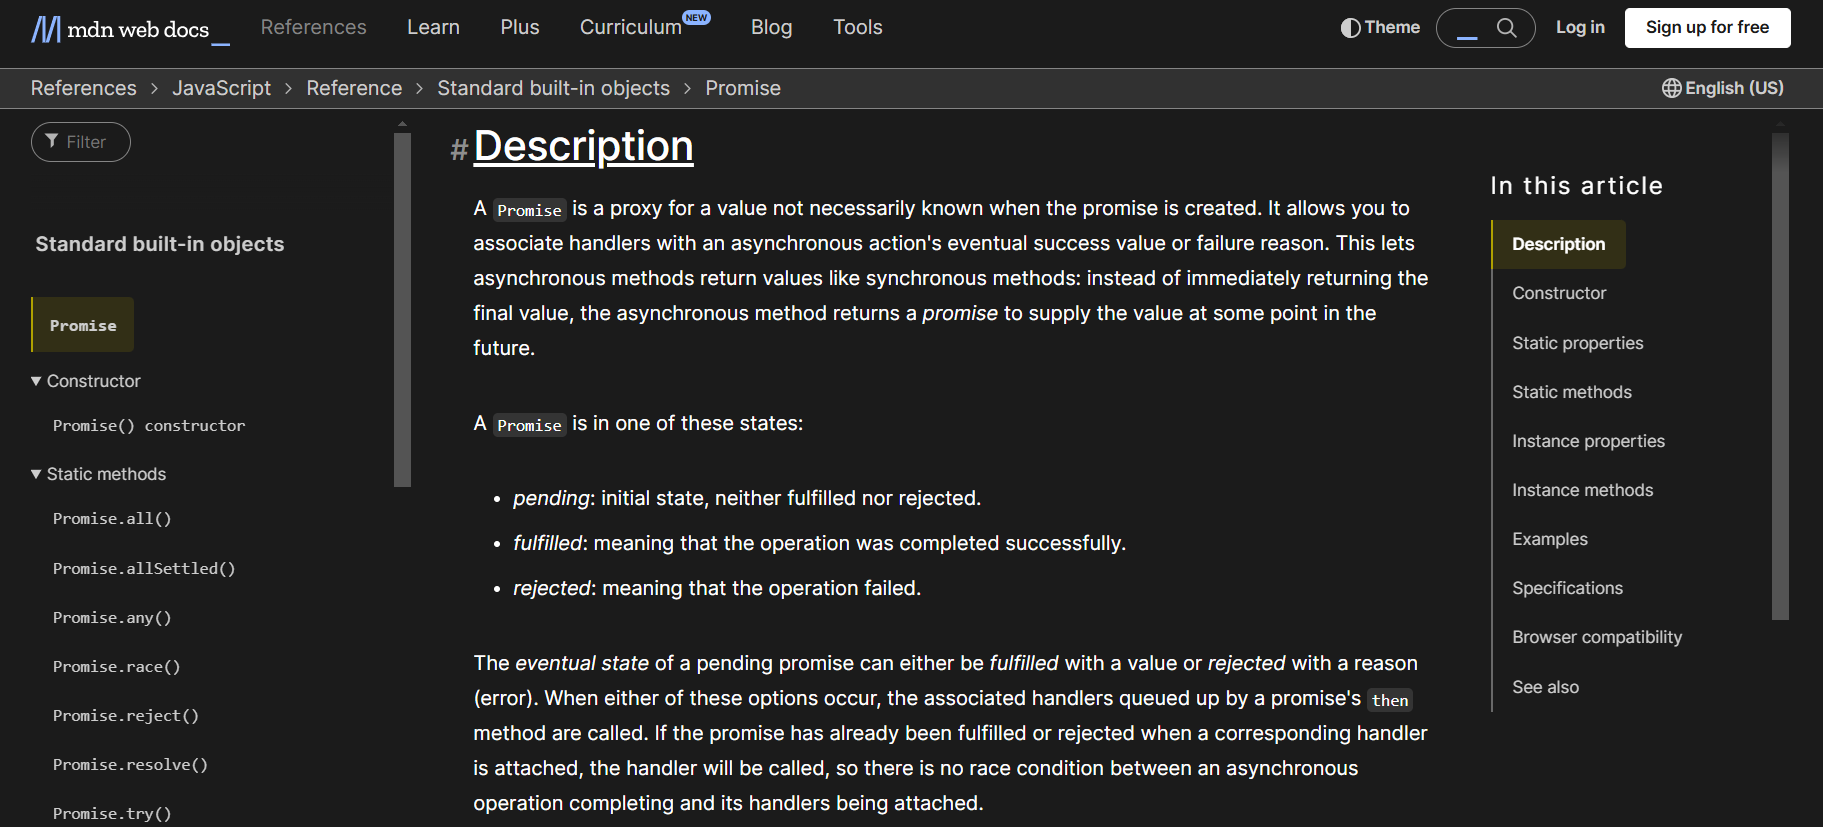 mdn web docs_
References
Learn
Plus
Curriculum NEW
Blog
Tools
Theme
Log in
Sign up for free
References > JavaScript > Reference > Standard built-in objects > Promise
English (US)
Filter
Standard built-in objects
Promise
Constructor
Promise() constructor
Static methods
Promise.all()
Promise.allSettled()
Promise.any()
Promise.race()
Promise.reject()
Promise.resolve()
Promise.try()
# Description
A Promise is a proxy for a value not necessarily known when the promise is created. It allows you to
associate handlers with an asynchronous action's eventual success value or failure reason. This lets
asynchronous methods return values like synchronous methods: instead of immediately returning the
final value, the asynchronous method returns a promise to supply the value at some point in the
future.
A Promise is in one of these states:
• pending: initial state, neither fulfilled nor rejected.
• fulfilled: meaning that the operation was completed successfully.
• rejected: meaning that the operation failed.
The eventual state of a pending promise can either be fulfilled with a value or rejected with a reason
(error). When either of these options occur, the associated handlers queued up by a promise's then
method are called. If the promise has already been fulfilled or rejected when a corresponding handler
is attached, the handler will be called, so there is no race condition between an asynchronous
operation completing and its handlers being attached.
In this article
Description
Constructor
Static properties
Static methods
Instance properties
Instance methods
Examples
Specifications
Browser compatibility
See also